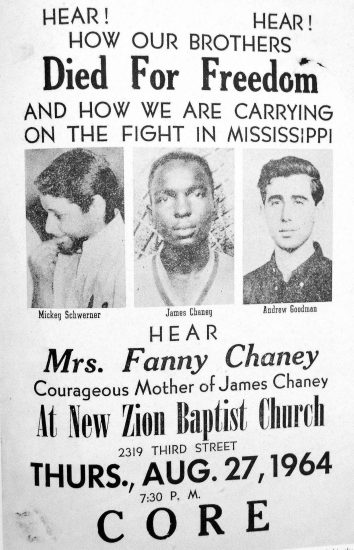 HEAR! HEAR!
HOW OUR BROTHERS
Died For Freedom
AND HOW WE ARE CARRYING
ON THE FIGHT IN MISSISSIPPI
Mickey Schwerner James Chaney Andrew Goodman
HEAR
Mrs. Fanny Chaney
Courageous Mother of James Chaney
At New Zion Baptist Church
2319 THIRD STREET
THURS., AUG. 27, 1964
7:30 P. M.
CORE